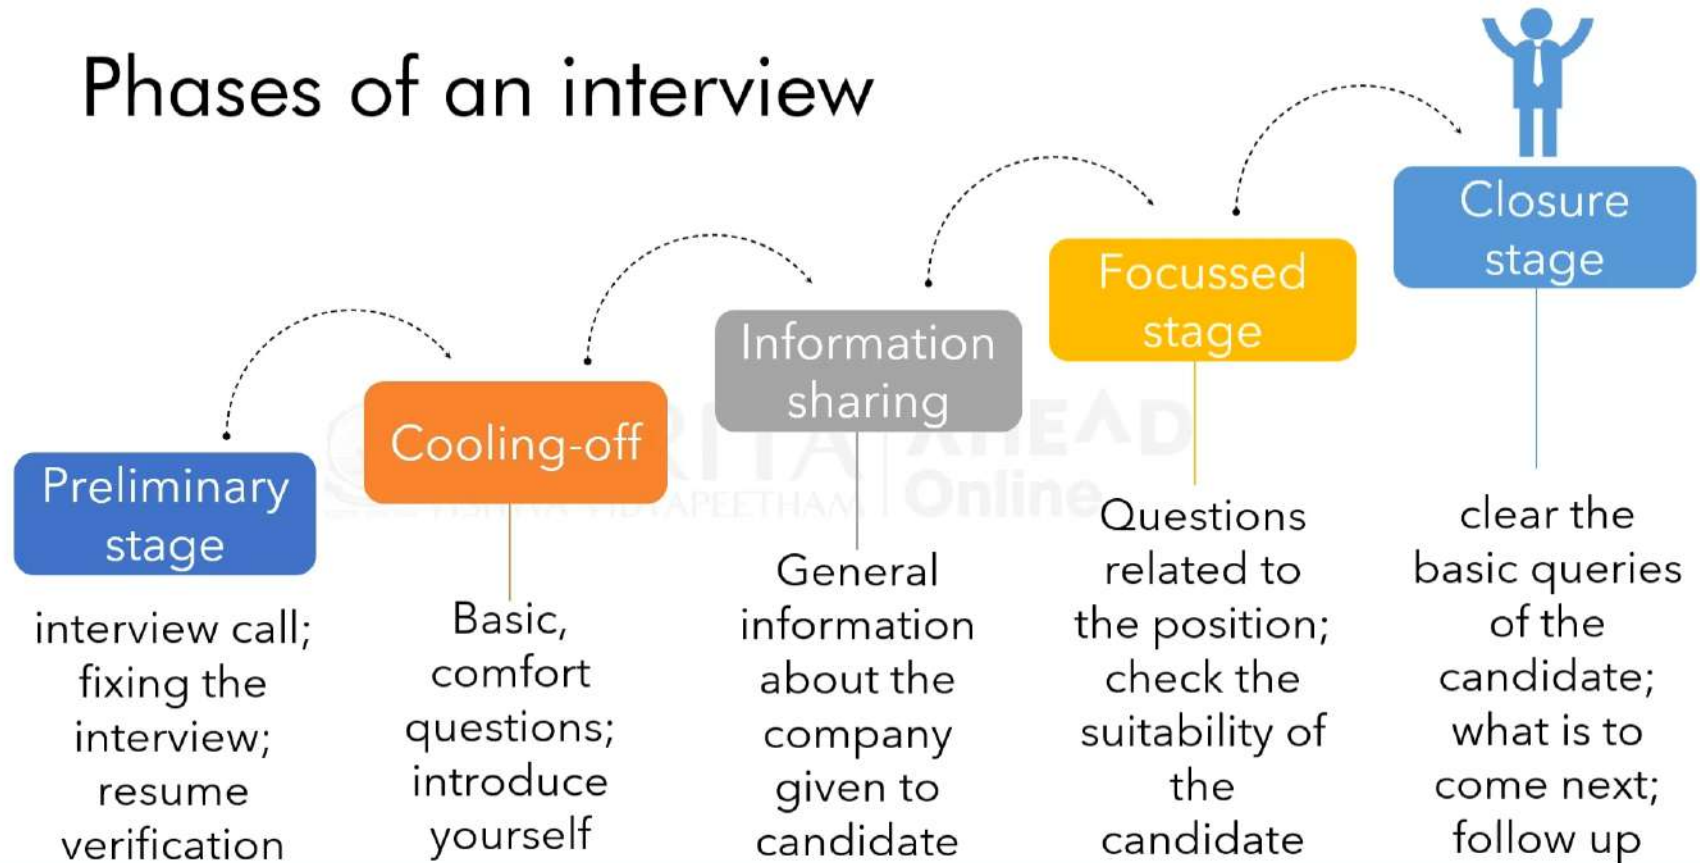 Phases of an interview
Preliminary
stage
interview call;
fixing the
interview;
resume
verification
Cooling-off
Basic,
comfort
questions;
introduce
yourself
Information
sharing
General
information
about the
company
given to
candidate
Focussed
stage
Questions
related to
the position;
check the
suitability of
the
candidate
Closure
stage
clear the
basic queries
of the
candidate;
what is to
come next;
follow up
AHEAD
Online